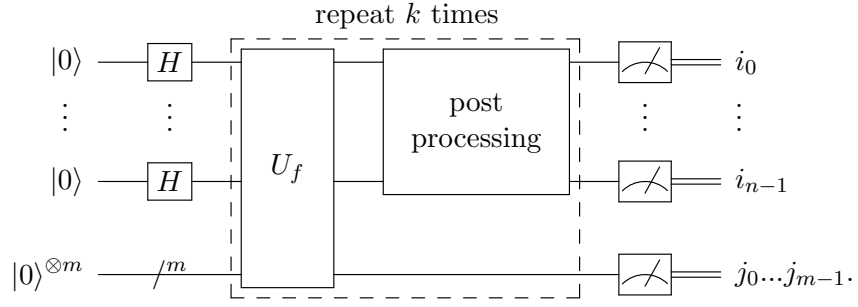 repeat k times
|0⟩ H i₀
⋮ ⋮ U_f post processing ⋮ ⋮
|0⟩ H i_{n−1}
|0⟩^{⊗m} m j₀...j_{m−1}.